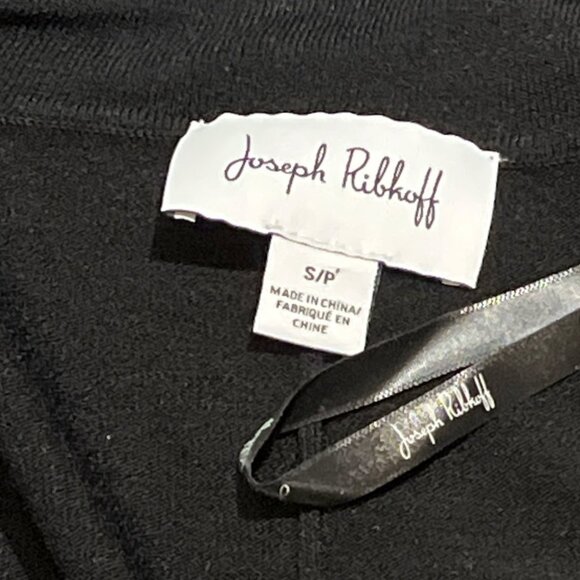 Joseph Ribkoff
S/P
MADE IN CHINA/
FABRIQUÉ EN
CHINE
Joseph Ribkoff